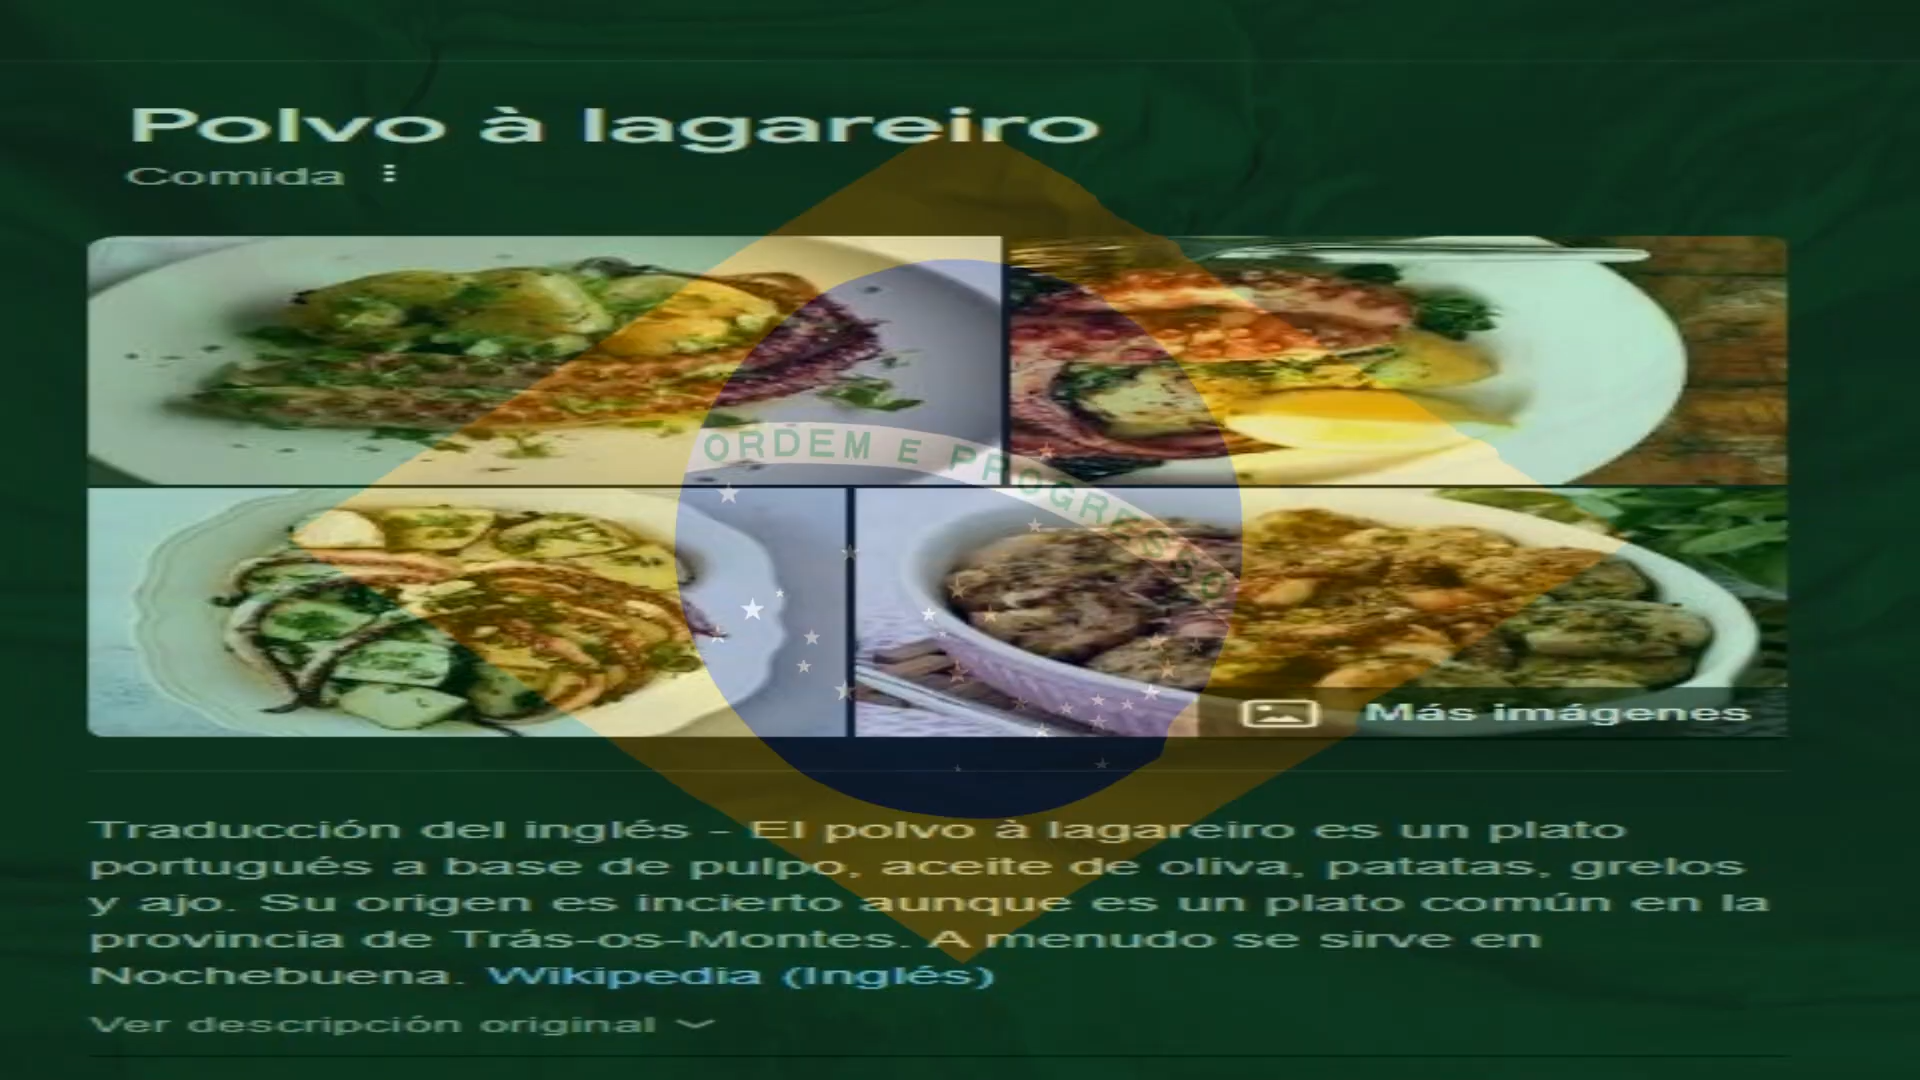 Polvo à lagareiro
Comida
ORDEM E PROGRESSO
Más imágenes
Traducción del inglés - El polvo à lagareiro es un plato
portugués a base de pulpo, aceite de oliva, patatas, grelos
y ajo. Su origen es incierto aunque es un plato común en la
provincia de Trás-os-Montes. A menudo se sirve en
Nochebuena. Wikipedia (Inglés)
Ver descripción original